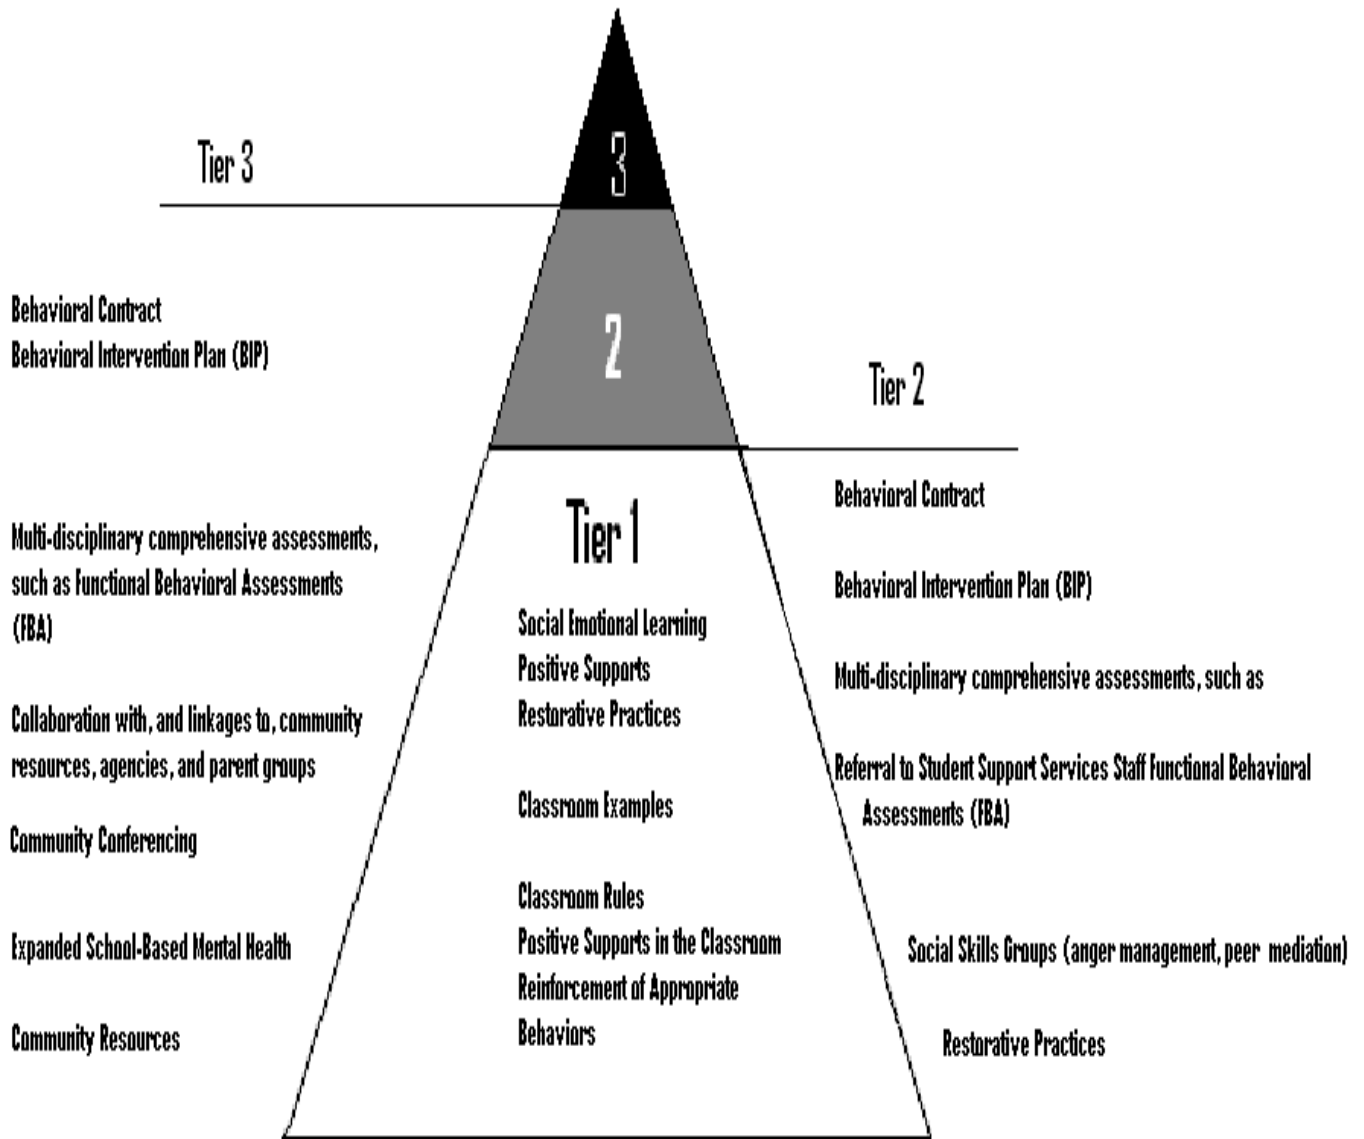 3
Tier 3
Behavioral Contract
Behavioral Intervention Plan (BIP)
Multi-disciplinary comprehensive assessments,
such as Functional Behavioral Assessments
(FBA)
Collaboration with, and linkages to, community
resources, agencies, and parent groups
Community Conferencing
Expanded School-Based Mental Health
Community Resources
2
Tier 1
Social Emotional Learning
Positive Supports
Restorative Practices
Classroom Examples
Classroom Rules
Positive Supports in the Classroom
Reinforcement of Appropriate
Behaviors
Tier 2
Behavioral Contract
Behavioral Intervention Plan (BIP)
Multi-disciplinary comprehensive assessments, such as
Referral to Student Support Services Staff Functional Behavioral
Assessments (FBA)
Social Skills Groups (anger management, peer mediation)
Restorative Practices